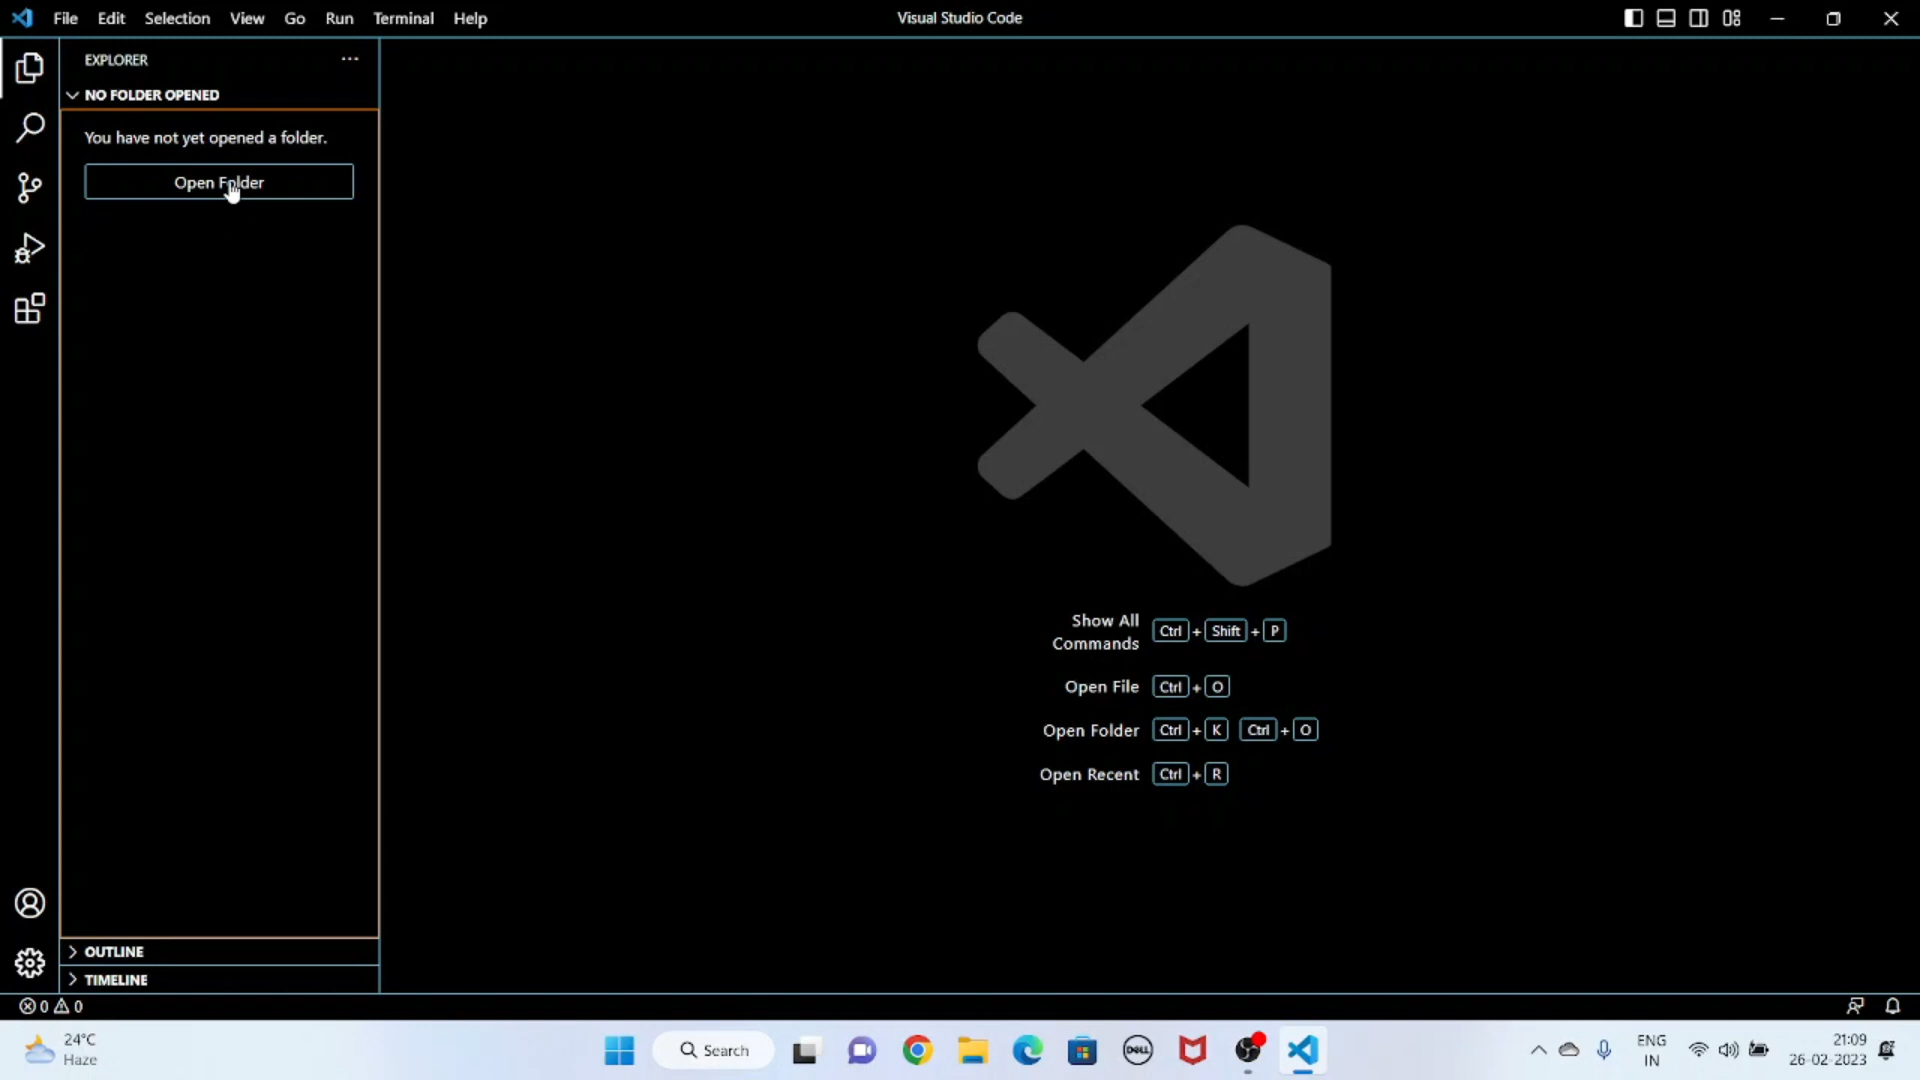 File Edit Selection View Go Run Terminal Help
Visual Studio Code
EXPLORER
NO FOLDER OPENED
You have not yet opened a folder.
Open Folder
Show All
Commands
Ctrl + Shift + P
Open File Ctrl + O
Open Folder Ctrl + K Ctrl + O
Open Recent Ctrl + R
OUTLINE
TIMELINE
0 0
24°C
Haze
Search
DELL
ENG
IN
21:09
26-02-2023